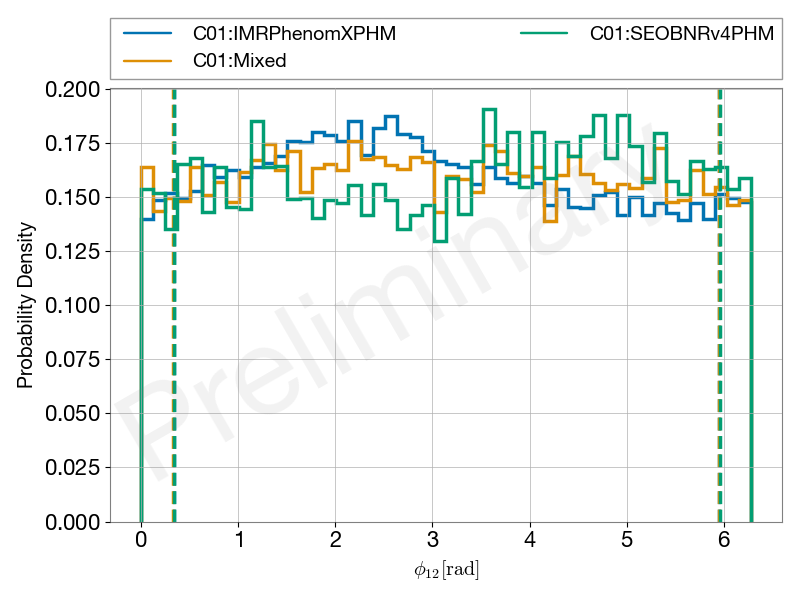 C01:IMRPhenomXPHM
C01:SEOBNRv4PHM
C01:Mixed
0.200
0.175
0.150
0.125
0.100
0.075
0.050
0.025
0.000
Probability Density
Preliminary
0 1 2 3 4 5 6
ϕ₁₂[rad]